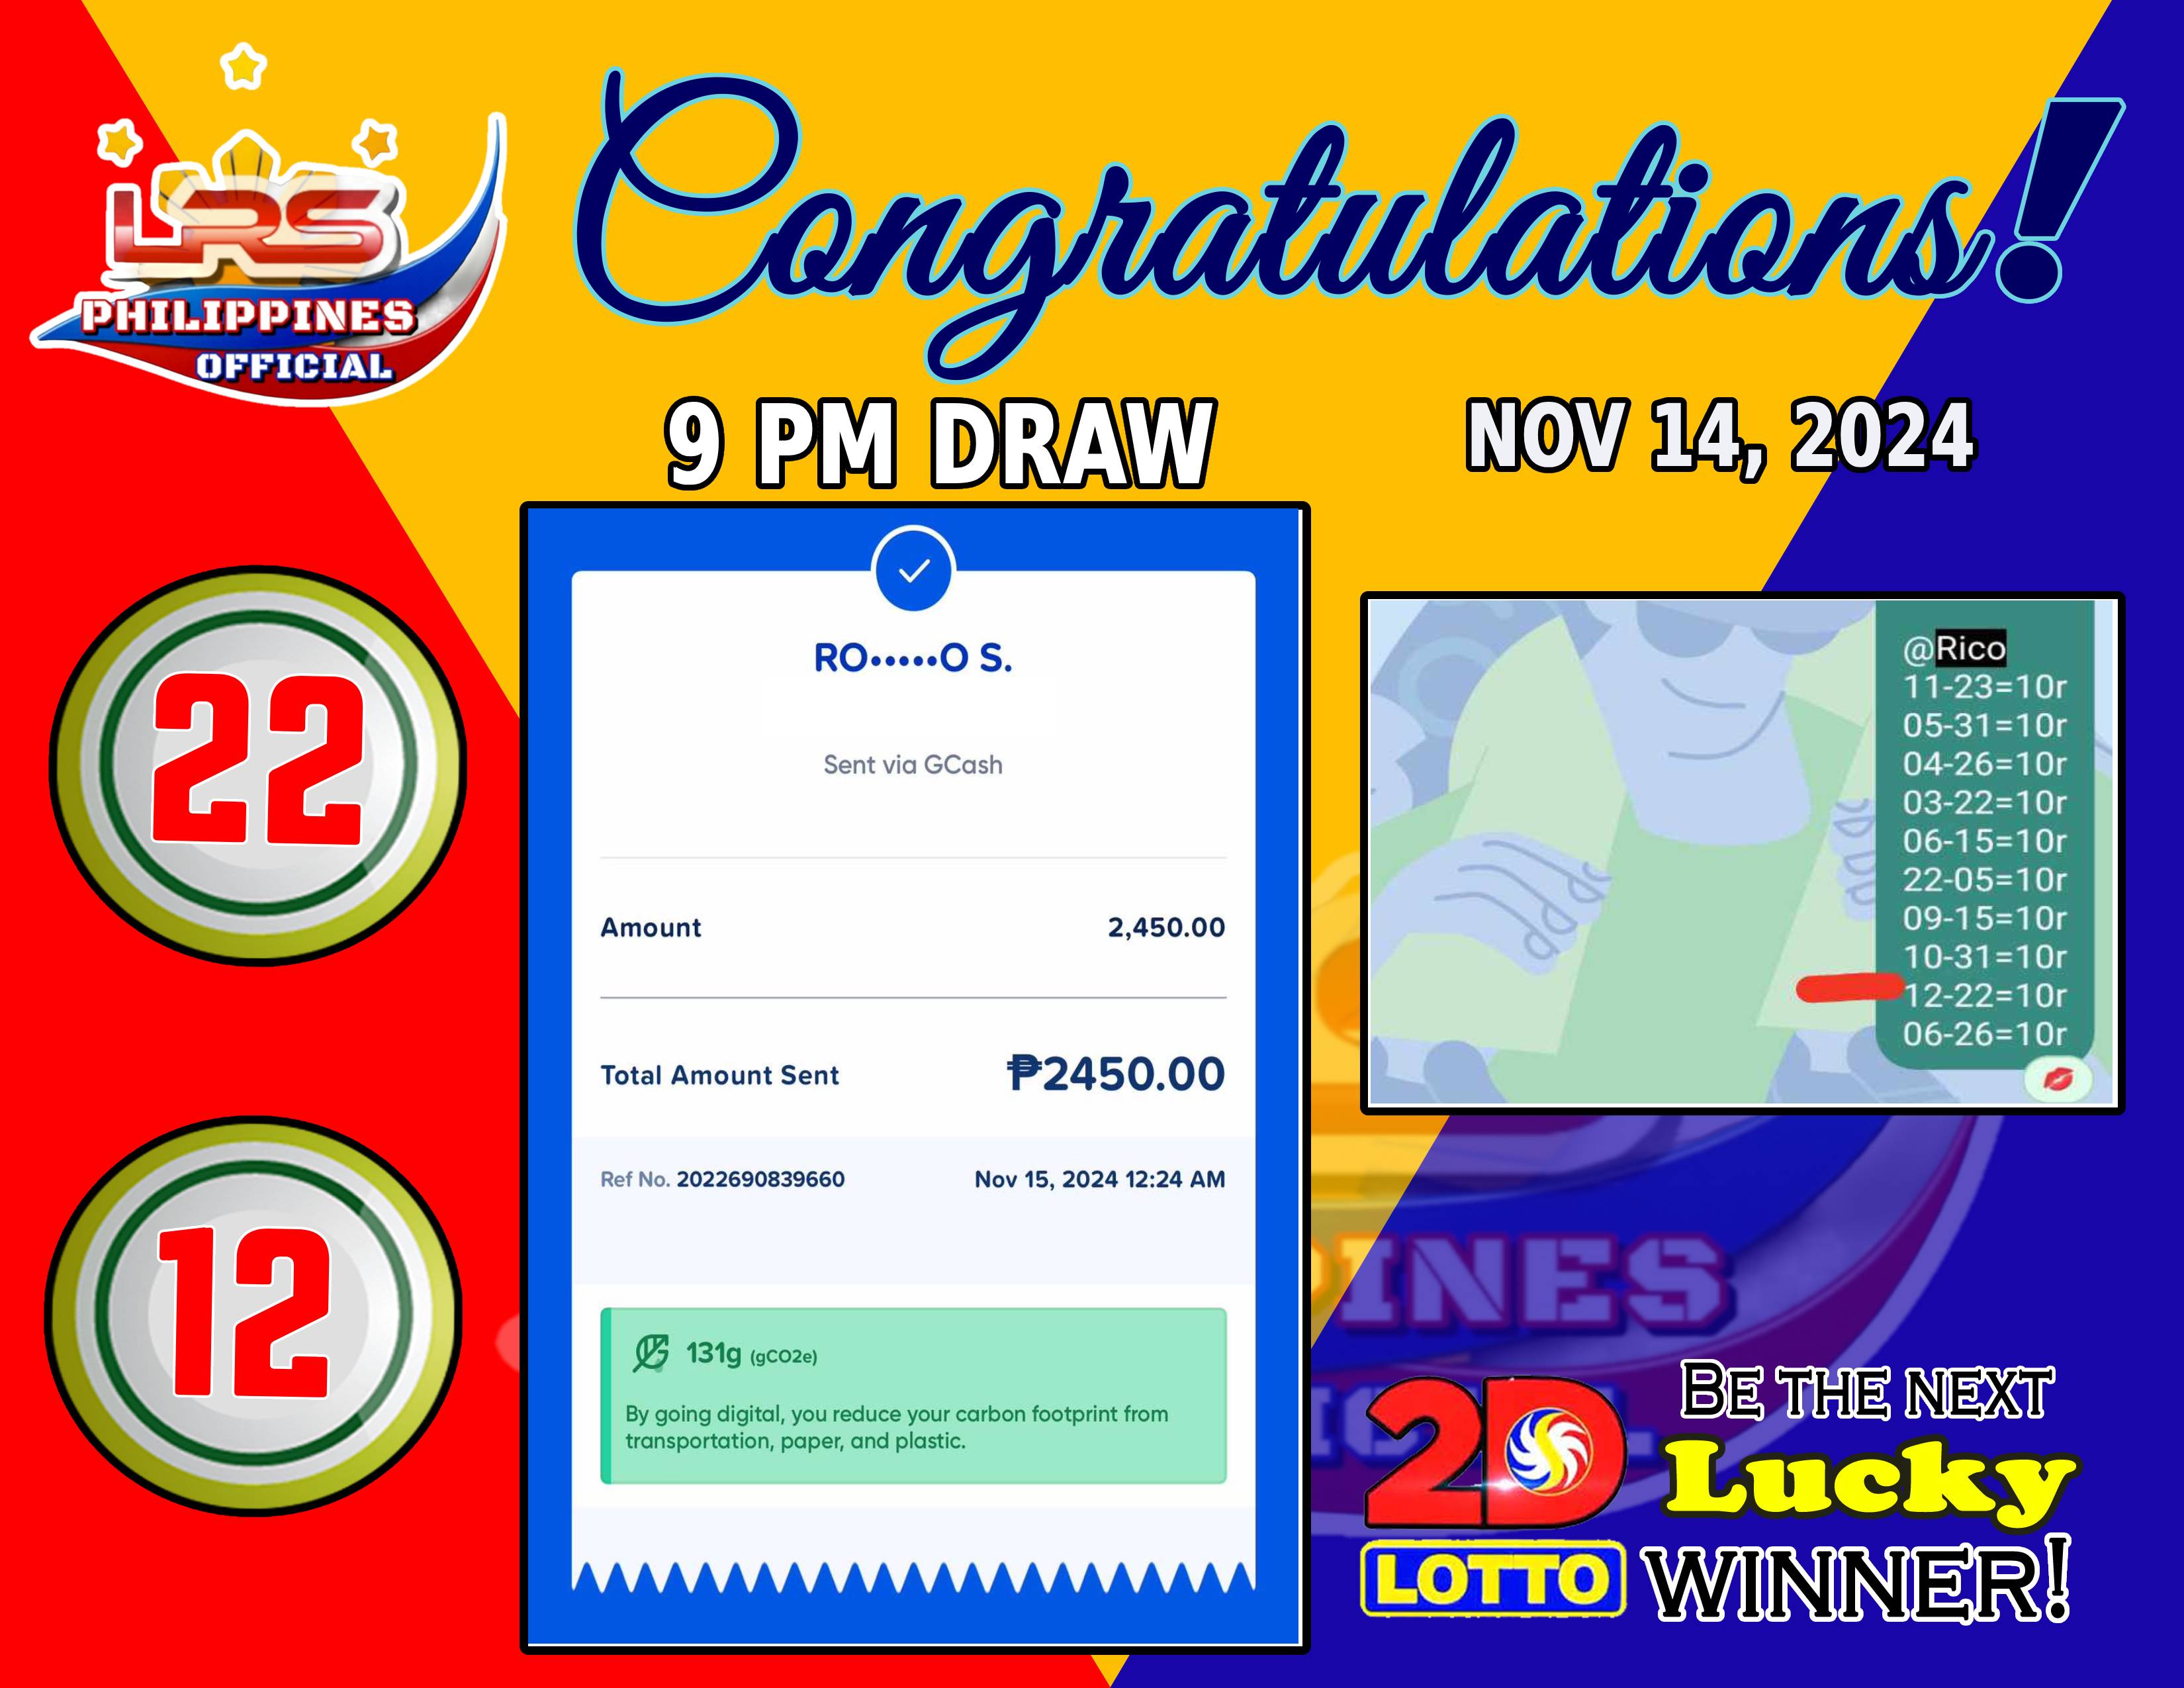 LRS
PHILIPPINES
OFFICIAL
Congratulations!
9 PM DRAW
NOV 14, 2024
22
12
RO•••••O S.
Sent via GCash
Amount 2,450.00
Total Amount Sent ₱2450.00
Ref No. 2022690839660 Nov 15, 2024 12:24 AM
131g (gCO2e)
By going digital, you reduce your carbon footprint from
transportation, paper, and plastic.
@Rico
11-23=10r
05-31=10r
04-26=10r
03-22=10r
06-15=10r
22-05=10r
09-15=10r
10-31=10r
12-22=10r
06-26=10r
PINES
2D
LOTTO
BE THE NEXT
Lucky
WINNER!